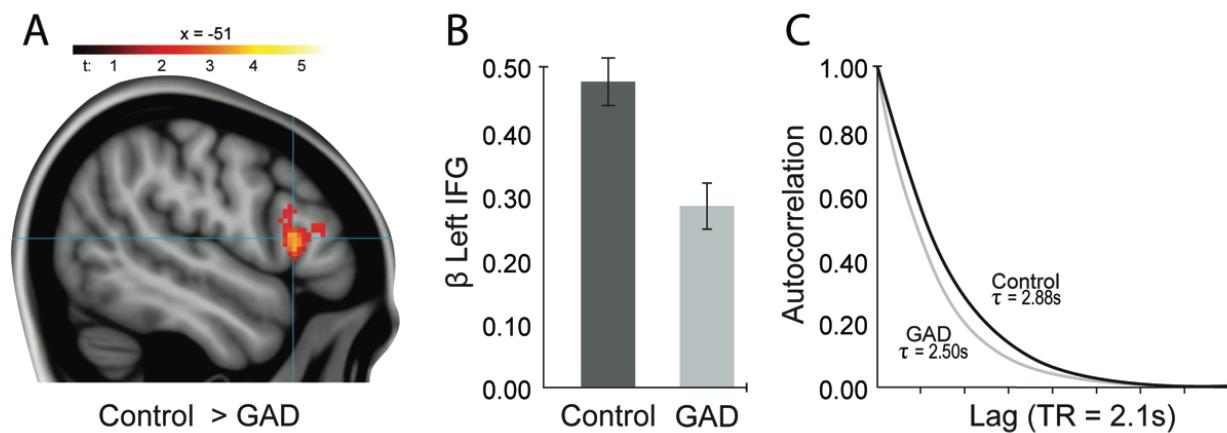 A
x = -51
t: 1 2 3 4 5
Control > GAD
B
β Left IFG
0.50
0.40
0.30
0.20
0.10
0.00
Control GAD
C
Autocorrelation
1.00
0.80
0.60
0.40
0.20
0.00
Control
τ = 2.88s
GAD
τ = 2.50s
Lag (TR = 2.1s)